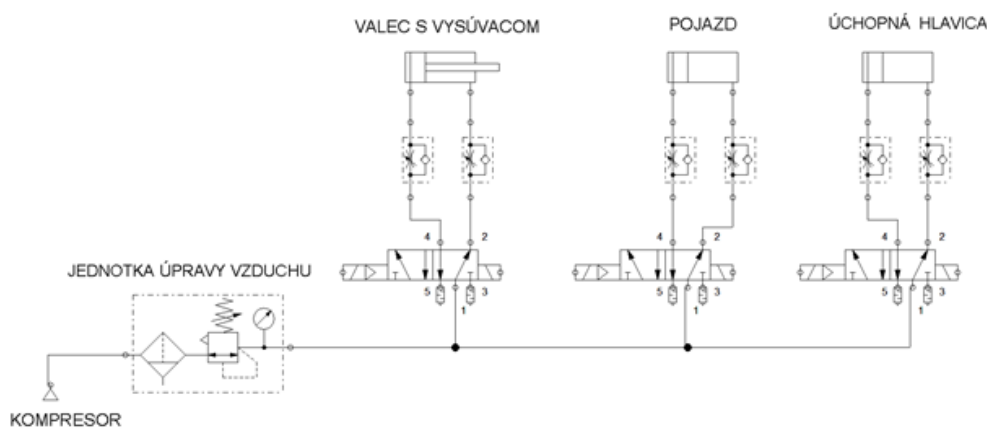 VALEC S VYSÚVACOM
POJAZD
ÚCHOPNÁ HLAVICA
4 2
4 2
4 2
JEDNOTKA ÚPRAVY VZDUCHU
5 3
1
5 3
1
5 3
1
KOMPRESOR